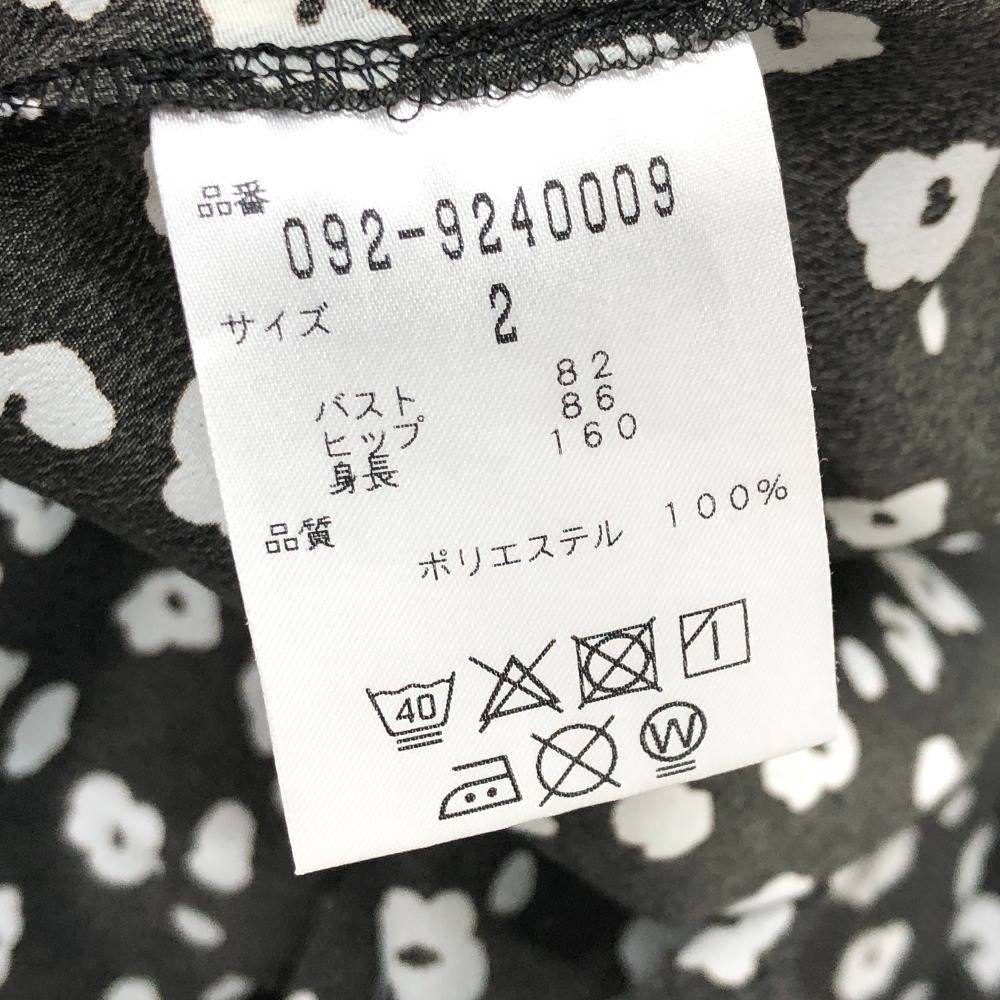 品番
092-9240009
サイズ 2
バスト 82
ヒップ 86
身長 160
品質
ポリエステル 100%
40
W